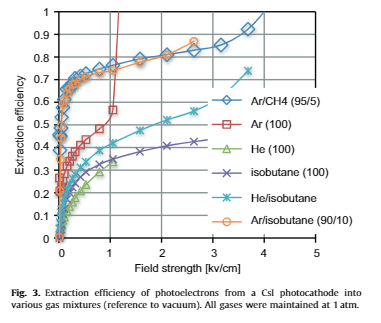 1
0.9
0.8
0.7
0.6
0.5
0.4
0.3
0.2
0.1
0
Extraction efficiency
Ar/CH4 (95/5)
Ar (100)
He (100)
isobutane (100)
He/isobutane
Ar/isobutane (90/10)
0 1 2 3 4 5
Field strength [kv/cm]
Fig. 3. Extraction efficiency of photoelectrons from a CsI photocathode into
various gas mixtures (reference to vacuum). All gases were maintained at 1 atm.